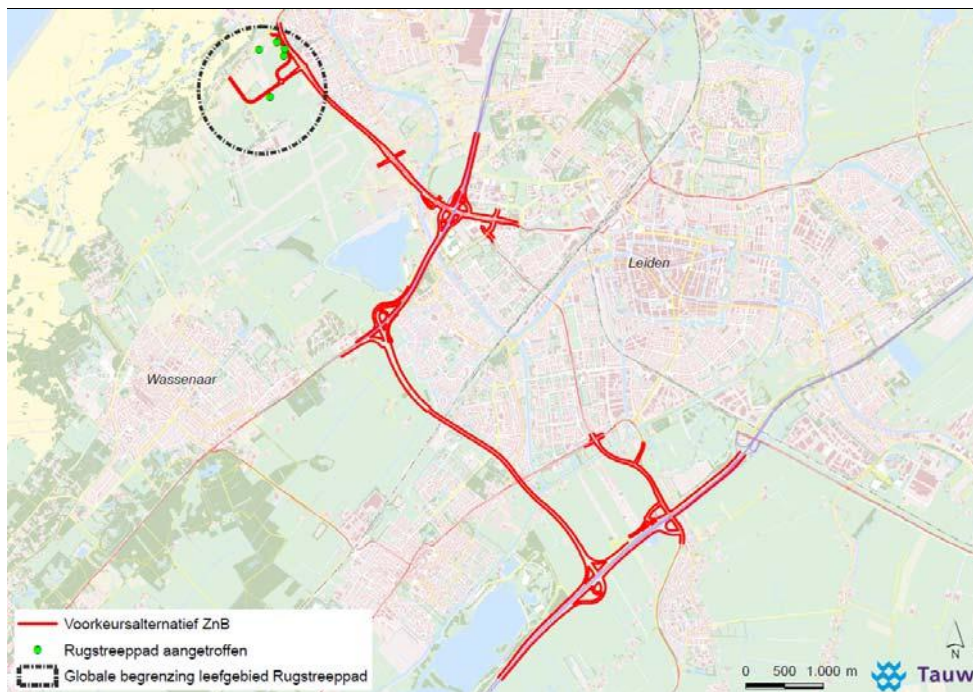 Leiden
Wassenaar
Voorkeursalternatief ZnB
Rugstreeppad aangetroffen
Globale begrenzing leefgebied Rugstreeppad
N
0 500 1.000 m
Tauw